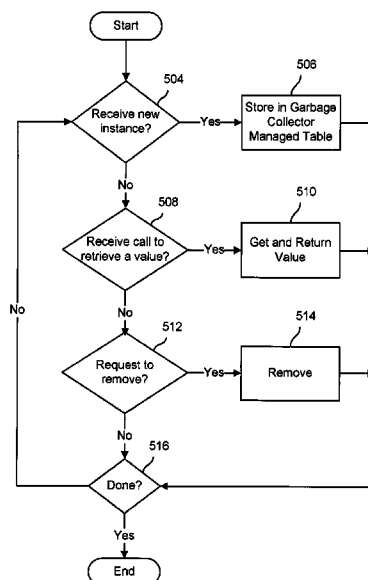 Start
504
Receive new
instance?
Yes
506
Store in Garbage
Collector
Managed Table
No
508
Receive call to
retrieve a value?
Yes
510
Get and Return
Value
No
No
512
Request to
remove?
Yes
514
Remove
No
516
Done?
Yes
End